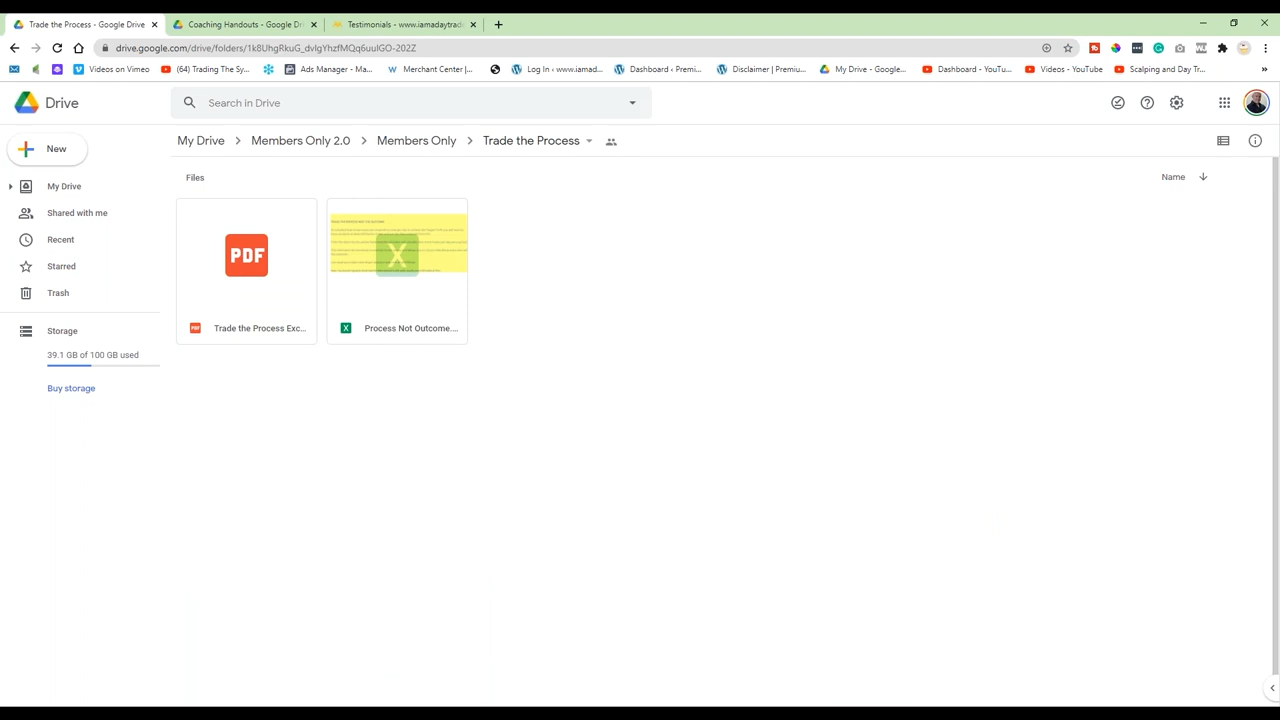 Trade the Process - Google Drive
Coaching Handouts - Google Dri
Testimonials - www.iamadaytrade
drive.google.com/drive/folders/1k8UhgRkuG_dvlgYhzfMQq6uuIGO-202Z
Videos on Vimeo
(64) Trading The Sy...
Ads Manager - Ma...
Merchant Center |...
Log In ‹ www.iamad...
Dashboard ‹ Premi...
Disclaimer | Premiu...
My Drive - Google...
Dashboard - YouTu...
Videos - YouTube
Scalping and Day Tr...
Drive
Search in Drive
New
My Drive
Members Only 2.0
Members Only
Trade the Process
Files
Name
My Drive
Shared with me
Recent
Starred
Trash
Storage
39.1 GB of 100 GB used
Buy storage
PDF
X
PDF Trade the Process Exc...
X Process Not Outcome....